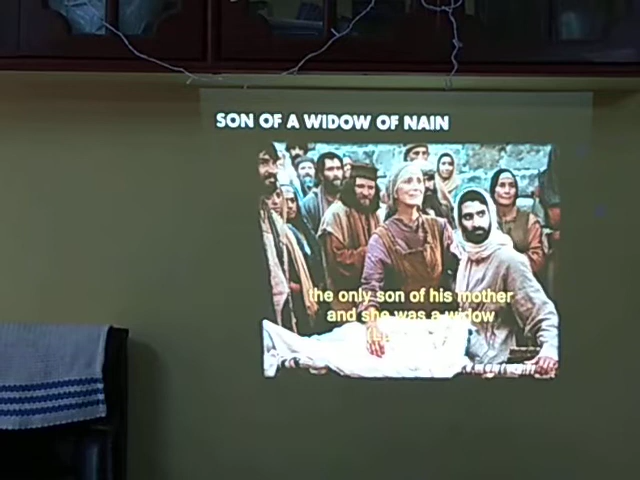 SON OF A WIDOW OF NAIN
the only son of his mother
and she was a widow